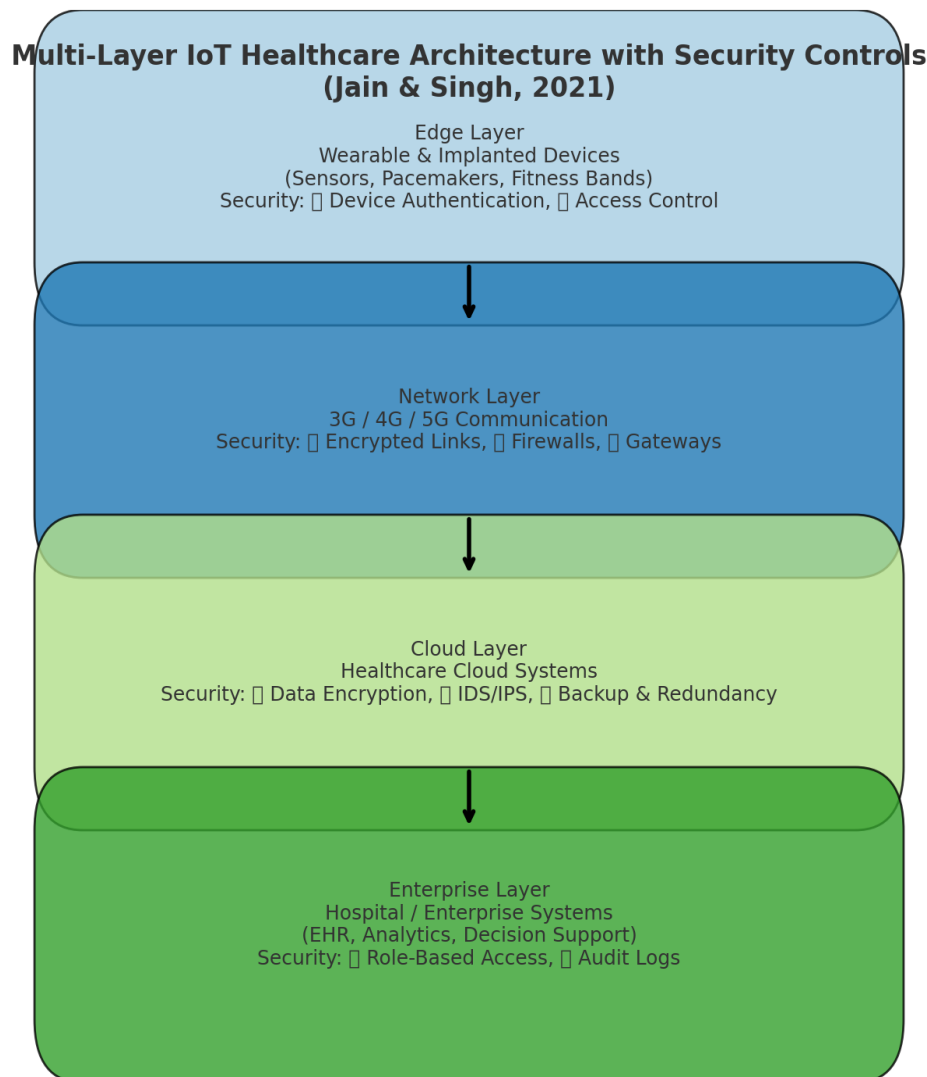 Multi-Layer IoT Healthcare Architecture with Security Controls
(Jain & Singh, 2021)
Edge Layer
Wearable & Implanted Devices
(Sensors, Pacemakers, Fitness Bands)
Security: ▯ Device Authentication, ▯ Access Control
Network Layer
3G / 4G / 5G Communication
Security: ▯ Encrypted Links, ▯ Firewalls, ▯ Gateways
Cloud Layer
Healthcare Cloud Systems
Security: ▯ Data Encryption, ▯ IDS/IPS, ▯ Backup & Redundancy
Enterprise Layer
Hospital / Enterprise Systems
(EHR, Analytics, Decision Support)
Security: ▯ Role-Based Access, ▯ Audit Logs